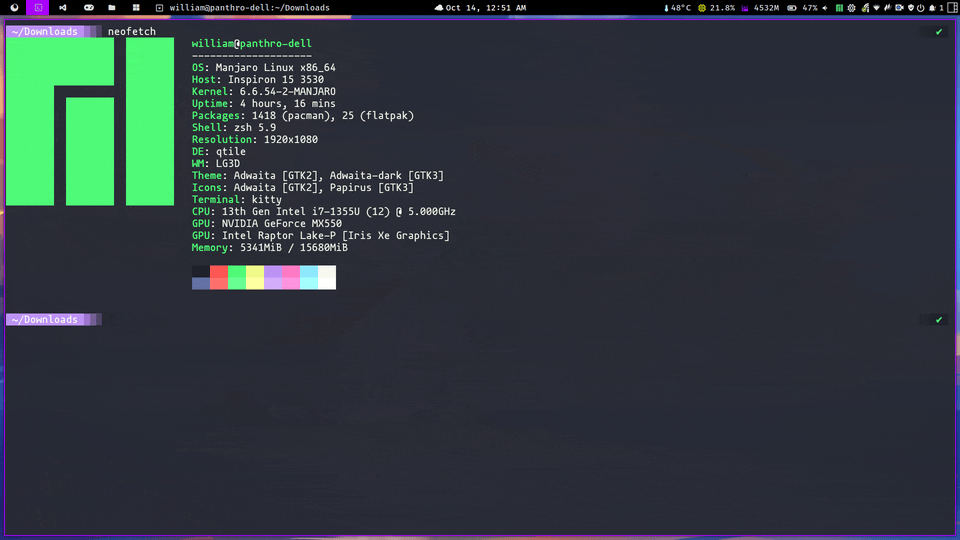 william@panthro-dell:~/Downloads Oct 14, 12:51 AM 48°C 21.8% 4532M 47% 1
~/Downloads neofetch ✔
william@panthro-dell
--------------------
OS: Manjaro Linux x86_64
Host: Inspiron 15 3530
Kernel: 6.6.54-2-MANJARO
Uptime: 4 hours, 16 mins
Packages: 1418 (pacman), 25 (flatpak)
Shell: zsh 5.9
Resolution: 1920x1080
DE: qtile
WM: LG3D
Theme: Adwaita [GTK2], Adwaita-dark [GTK3]
Icons: Adwaita [GTK2], Papirus [GTK3]
Terminal: kitty
CPU: 13th Gen Intel i7-1355U (12) @ 5.000GHz
GPU: NVIDIA GeForce MX550
GPU: Intel Raptor Lake-P [Iris Xe Graphics]
Memory: 5341MiB / 15680MiB
~/Downloads ✔